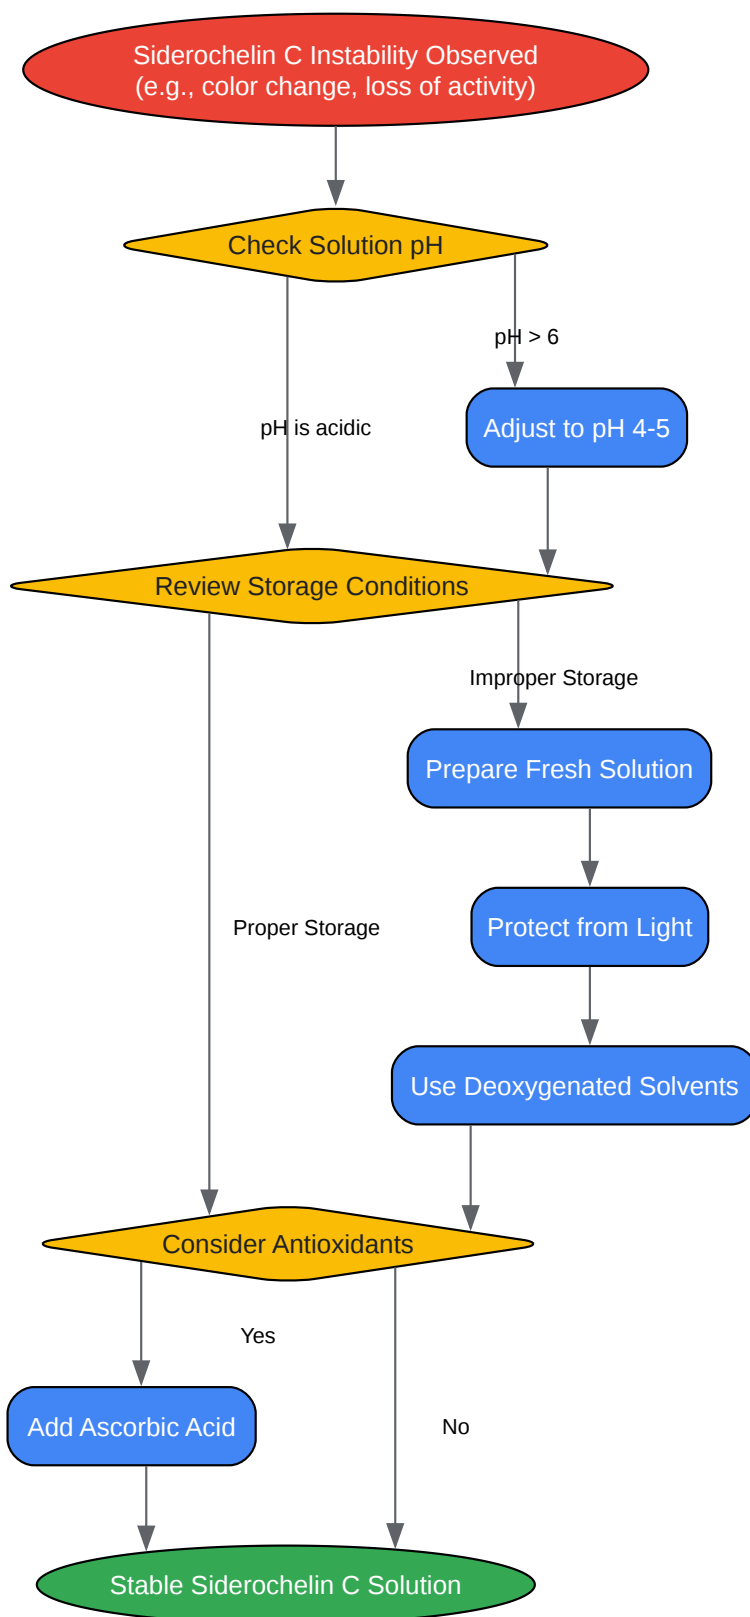 Siderochelin C Instability Observed
(e.g., color change, loss of activity)
Check Solution pH
pH > 6
pH is acidic
Adjust to pH 4-5
Review Storage Conditions
Improper Storage
Prepare Fresh Solution
Proper Storage
Protect from Light
Use Deoxygenated Solvents
Consider Antioxidants
Yes
Add Ascorbic Acid
No
Stable Siderochelin C Solution